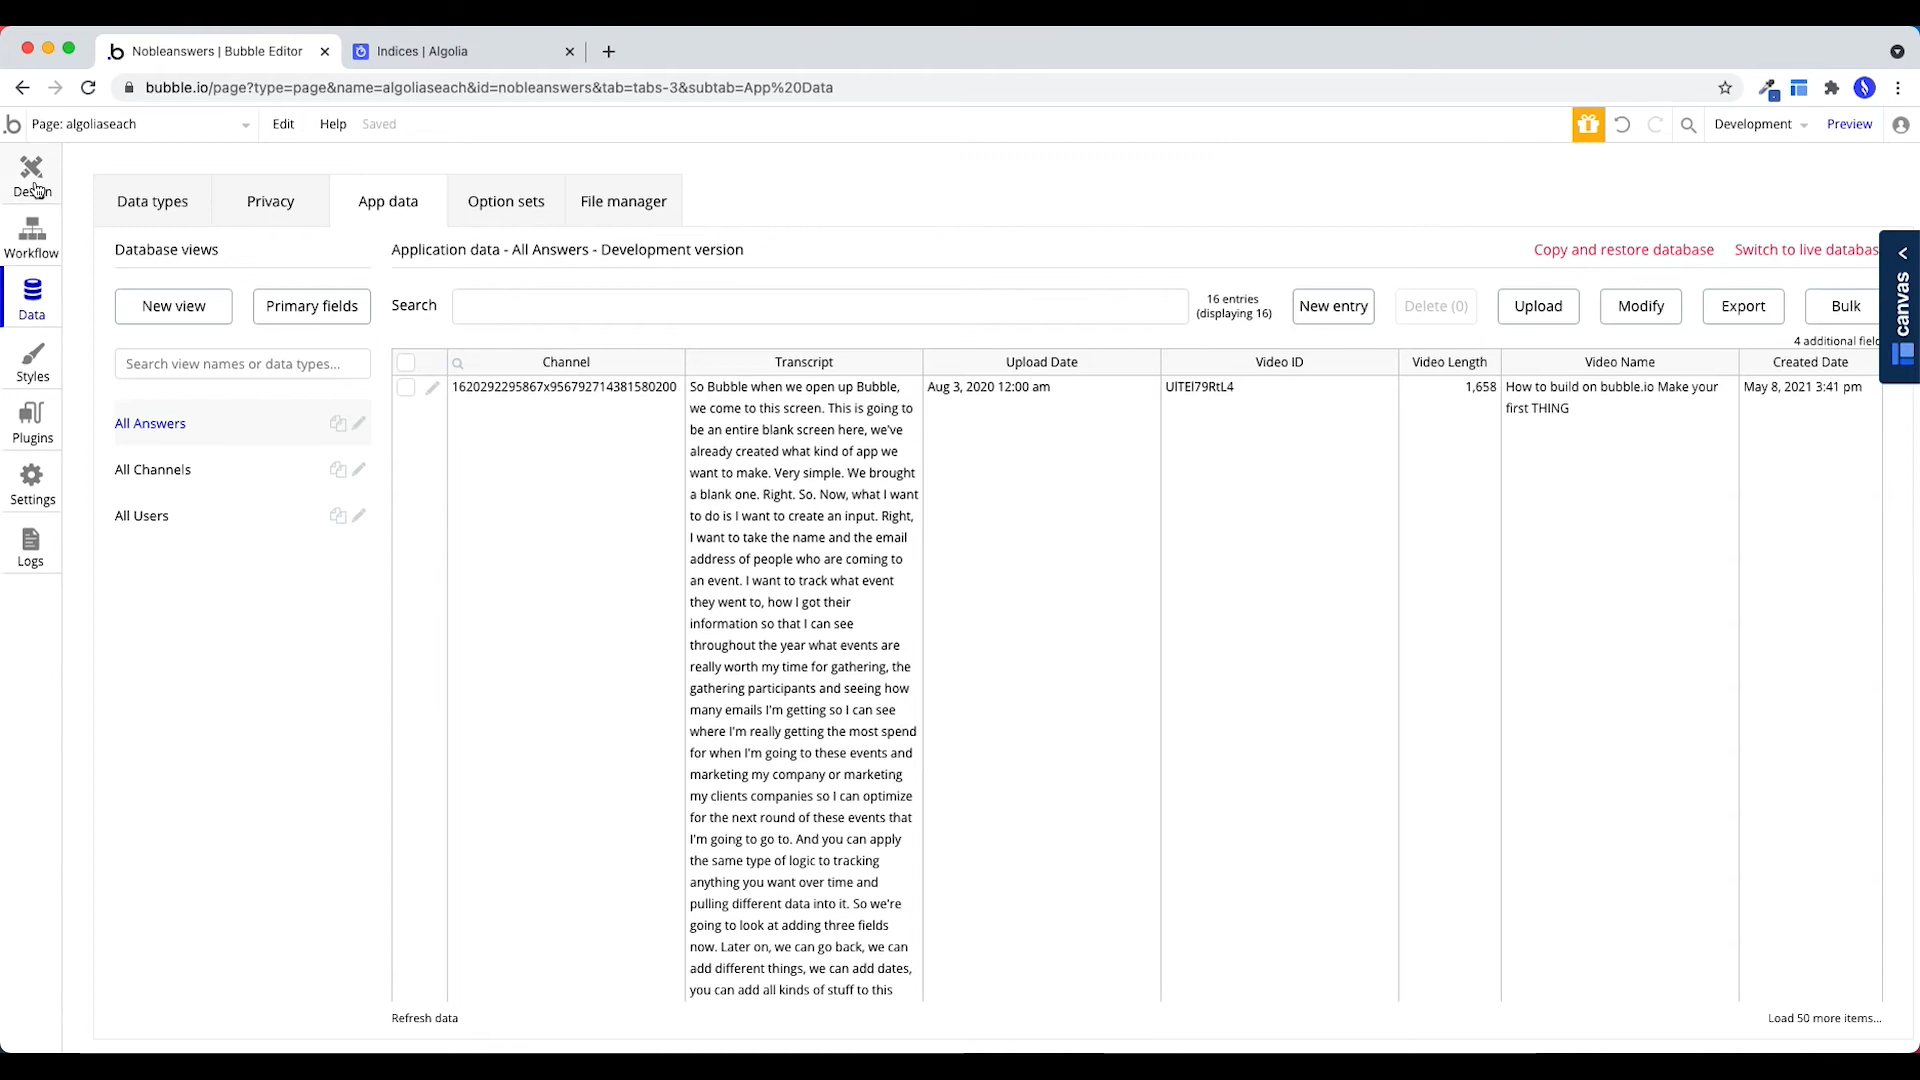 Nobleanswers | Bubble Editor
Indices | Algolia
bubble.io/page?type=page&name=algoliaseach&id=nobleanswers&tab=tabs-3&subtab=App%20Data
Page: algoliaseach
Edit
Help
Saved
Development
Preview
Design
Workflow
Data
Styles
Plugins
Settings
Logs
Data types
Privacy
App data
Option sets
File manager
Database views
Application data - All Answers - Development version
Copy and restore database
Switch to live databas
New view
Primary fields
Search
16 entries
(displaying 16)
New entry
Delete (0)
Upload
Modify
Export
Bulk
canvas
4 additional field
Search view names or data types...
All Answers
All Channels
All Users
Channel
Transcript
Upload Date
Video ID
Video Length
Video Name
Created Date
1620292295867x956792714381580200
So Bubble when we open up Bubble,
we come to this screen. This is going to
be an entire blank screen here, we've
already created what kind of app we
want to make. Very simple. We brought
a blank one. Right. So. Now, what I want
to do is I want to create an input. Right,
I want to take the name and the email
address of people who are coming to
an event. I want to track what event
they went to, how I got their
information so that I can see
throughout the year what events are
really worth my time for gathering, the
gathering participants and seeing how
many emails I'm getting so I can see
where I'm really getting the most spend
for when I'm going to these events and
marketing my company or marketing
my clients companies so I can optimize
for the next round of these events that
I'm going to go to. And you can apply
the same type of logic to tracking
anything you want over time and
pulling different data into it. So we're
going to look at adding three fields
now. Later on, we can go back, we can
add different things, we can add dates,
you can add all kinds of stuff to this
Aug 3, 2020 12:00 am
UlTEl79RtL4
1,658
How to build on bubble.io Make your
first THING
May 8, 2021 3:41 pm
Refresh data
Load 50 more items...